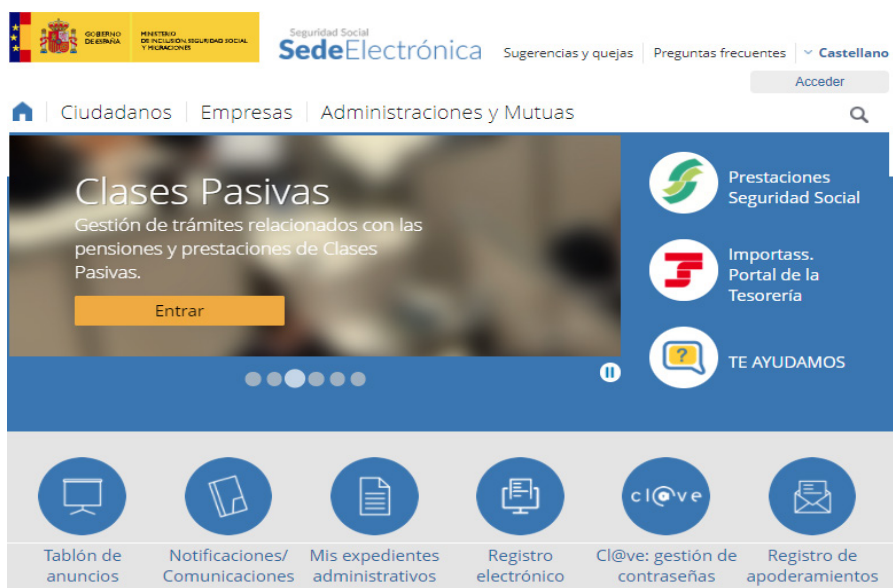 GOBIERNO
DE ESPAÑA
MINISTERIO
DE INCLUSIÓN, SEGURIDAD SOCIAL
Y MIGRACIONES
Seguridad Social
SedeElectrónica
Sugerencias y quejas
Preguntas frecuentes
Castellano
Acceder
Ciudadanos
Empresas
Administraciones y Mutuas
Clases Pasivas
Gestión de trámites relacionados con las
pensiones y prestaciones de Clases
Pasivas.
Entrar
Prestaciones
Seguridad Social
Importass.
Portal de la
Tesorería
?
TE AYUDAMOS
cl@ve
Tablón de
anuncios
Notificaciones/
Comunicaciones
Mis expedientes
administrativos
Registro
electrónico
Cl@ve: gestión de
contraseñas
Registro de
apoderamientos